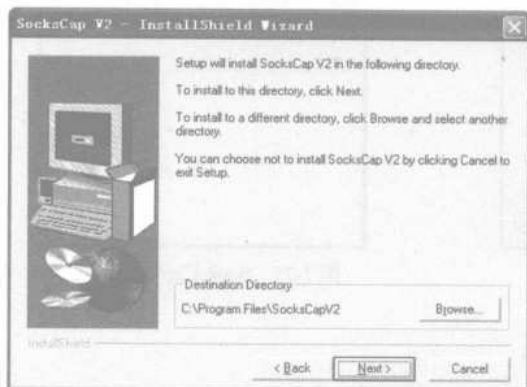 SocksCap V2 - InstallShield Wizard
Setup will install SocksCap V2 in the following directory.
To install to this directory, click Next.
To install to a different directory, click Browse and select another
directory.
You can choose not to install SocksCap V2 by clicking Cancel to
exit Setup.
Destination Directory
C:\Program Files\SocksCapV2
Browse...
InstallShield
< Back
Next >
Cancel